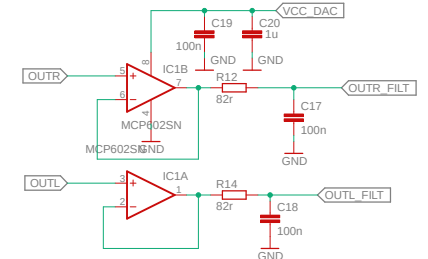 VCC_DAC
C19
C20
100n
1u
8
GND
GND
OUTR
5
+
IC1B
7
R12
OUTR_FILT
6
-
82r
C17
4
MCP602SN
100n
MCP602SN
GND
GND
IC1A
OUTL
3
+
1
R14
OUTL_FILT
2
-
82r
C18
100n
GND